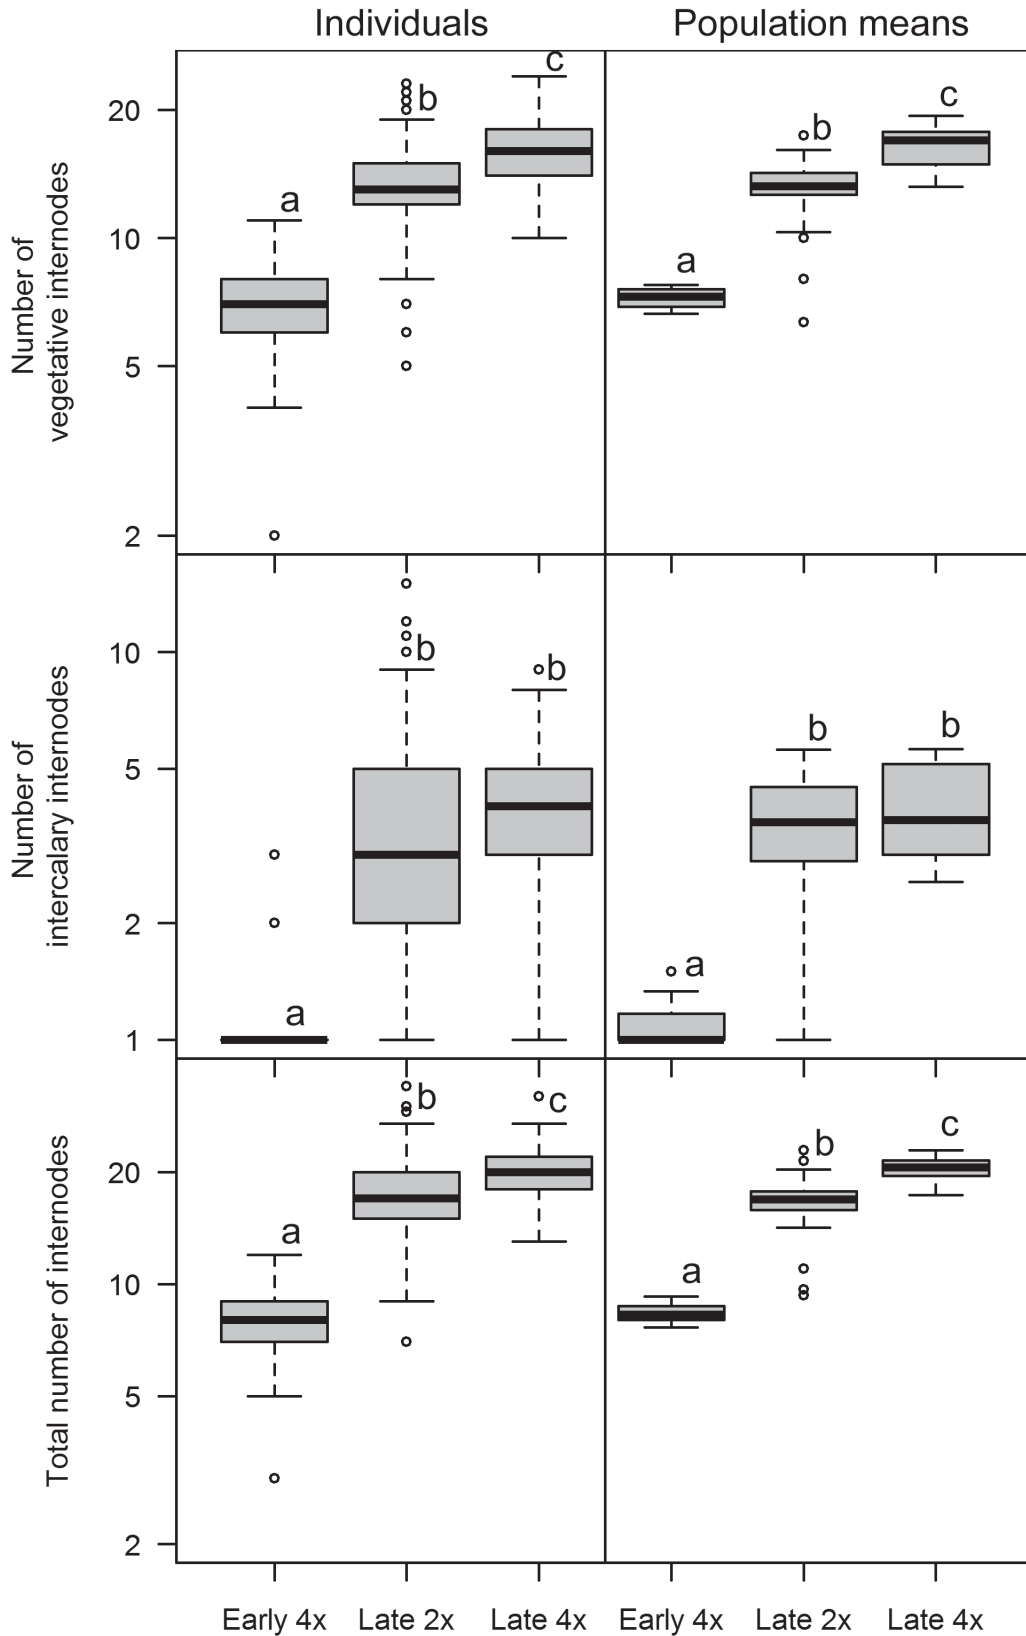 Individuals Population means
Number of
vegetative internodes
20
10
5
2
a b c
a b c
Number of
intercalary internodes
10
5
2
1
a b b
a b b
Total number of internodes
20
10
5
2
a b c
a b c
Early 4x Late 2x Late 4x Early 4x Late 2x Late 4x